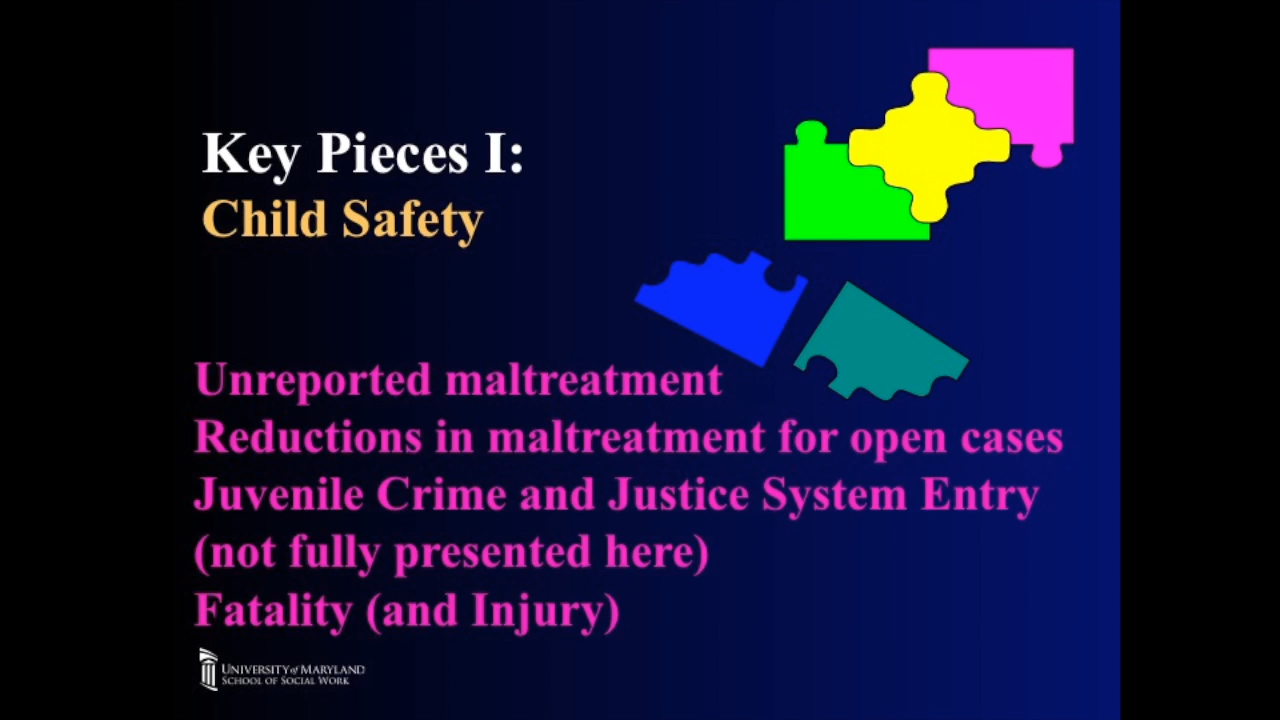 Key Pieces I:
Child Safety
Unreported maltreatment
Reductions in maltreatment for open cases
Juvenile Crime and Justice System Entry
(not fully presented here)
Fatality (and Injury)
UNIVERSITY of MARYLAND
SCHOOL OF SOCIAL WORK